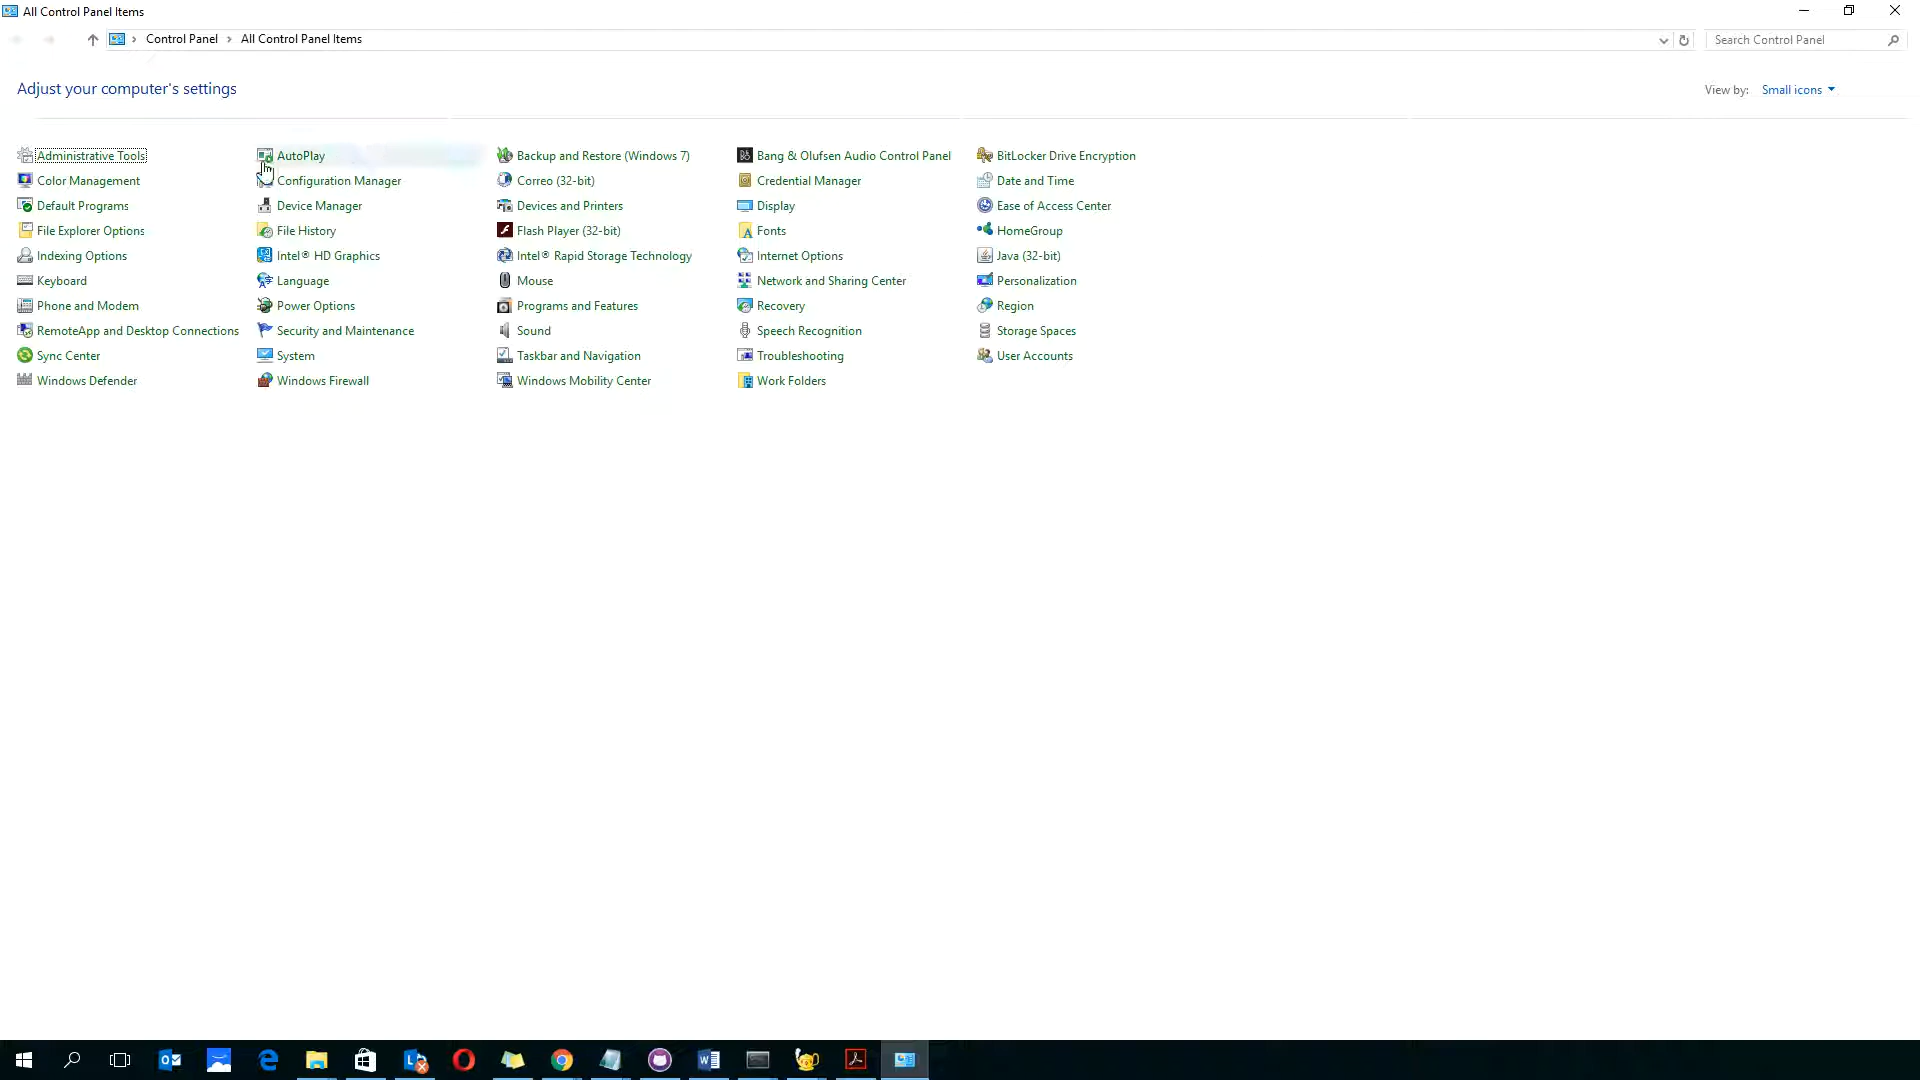 All Control Panel Items
Control Panel > All Control Panel Items
Search Control Panel
Adjust your computer's settings
View by: Small icons
Administrative Tools
AutoPlay
Backup and Restore (Windows 7)
Bang & Olufsen Audio Control Panel
BitLocker Drive Encryption
Color Management
Configuration Manager
Correo (32-bit)
Credential Manager
Date and Time
Default Programs
Device Manager
Devices and Printers
Display
Ease of Access Center
File Explorer Options
File History
Flash Player (32-bit)
Fonts
HomeGroup
Indexing Options
Intel® HD Graphics
Intel® Rapid Storage Technology
Internet Options
Java (32-bit)
Keyboard
Language
Mouse
Network and Sharing Center
Personalization
Phone and Modem
Power Options
Programs and Features
Recovery
Region
RemoteApp and Desktop Connections
Security and Maintenance
Sound
Speech Recognition
Storage Spaces
Sync Center
System
Taskbar and Navigation
Troubleshooting
User Accounts
Windows Defender
Windows Firewall
Windows Mobility Center
Work Folders